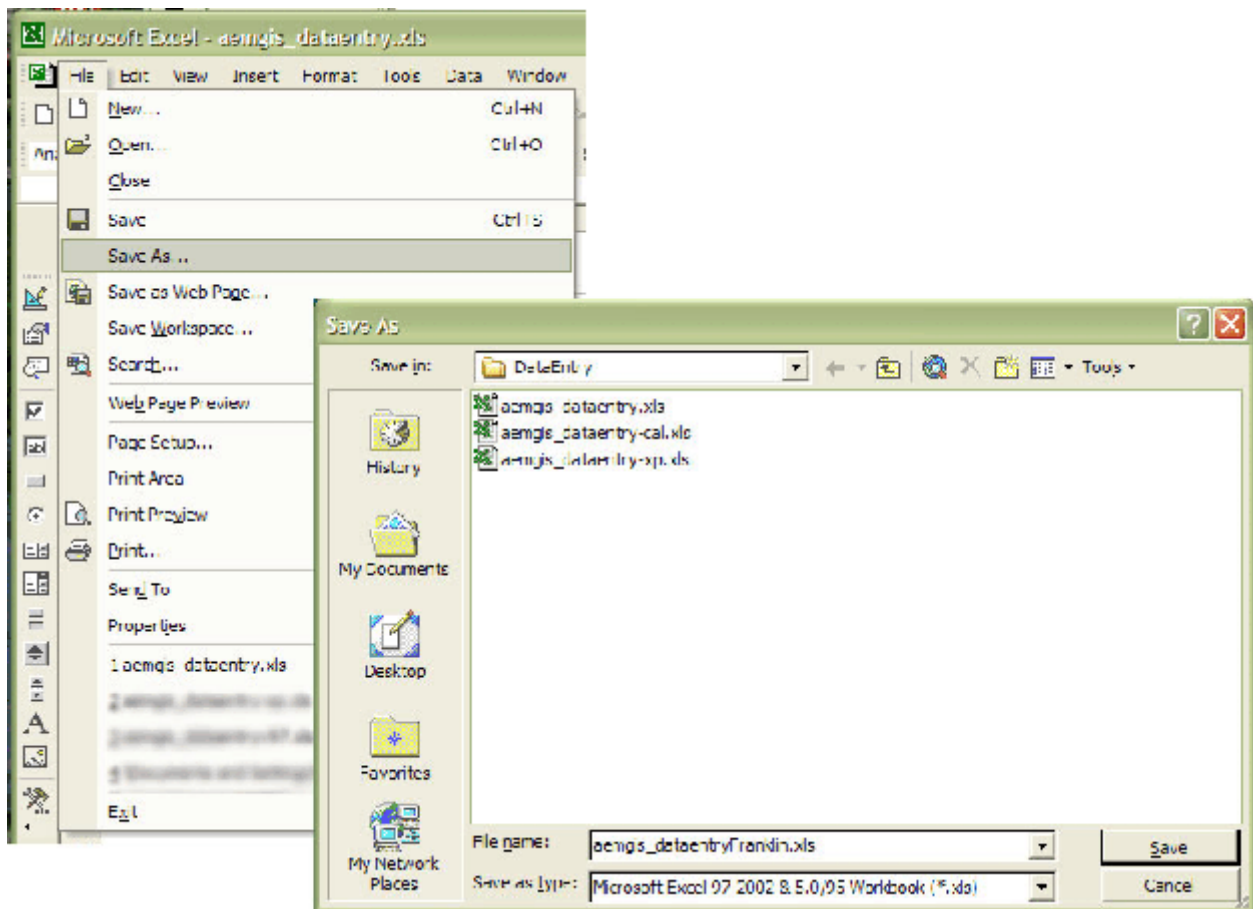 Microsoft Excel - aemgis_dataentry.xls
File Edit View Insert Format Tools Data Window
New... Ctrl+N
Open... Ctrl+O
Close
Save Ctrl+S
Save As...
Save as Web Page...
Save Workspace...
Search...
Web Page Preview
Page Setup...
Print Area
Print Preview
Print...
Send To
Properties
1 aemgis_dataentry.xls
Exit
Save As
Save in: DataEntry Tools
aemgis_dataentry.xls
aemgis_dataentry-cal.xls
aemgis_dataentry-xp.xls
History
My Documents
Desktop
Favorites
My Network
Places
File name: aemgis_dataentryFranklin.xls Save
Save as type: Microsoft Excel 97-2002 & 5.0/95 Workbook (*.xls) Cancel